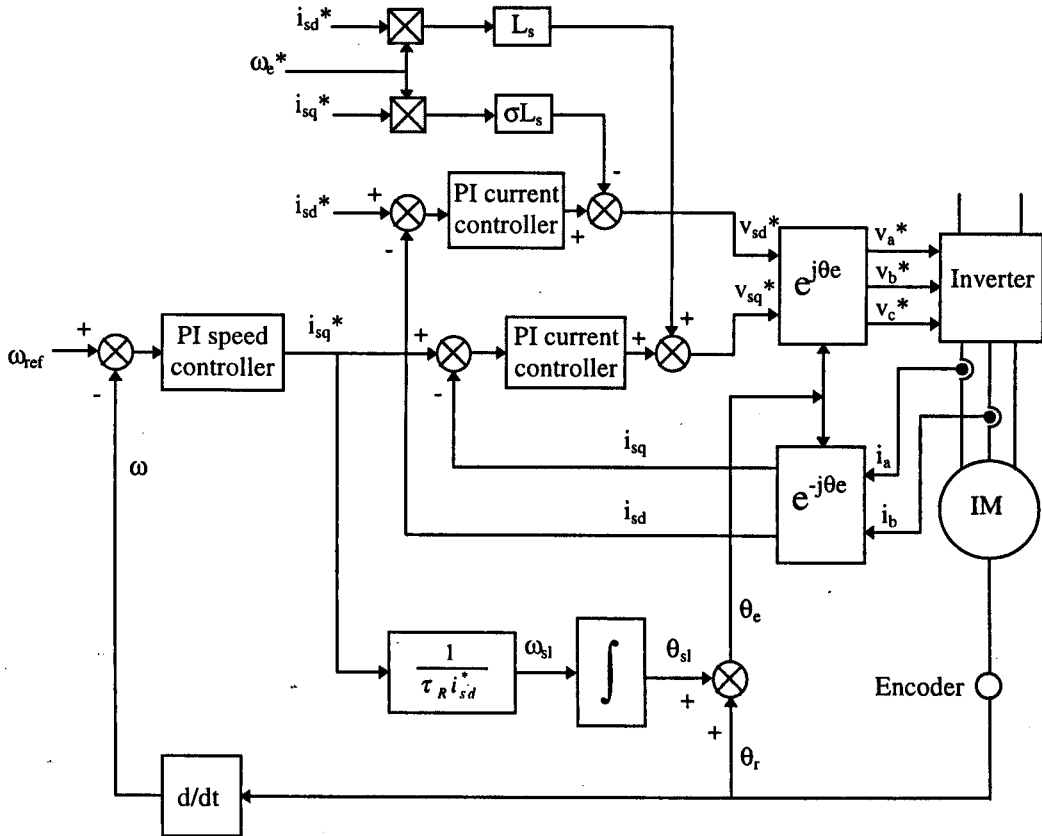 i_sd*
L_s
ω_e*
i_sq*
σL_s
-
i_sd*
+
PI current
controller
+
-
v_sd*
e^jθe
v_a*
v_b*
v_c*
Inverter
v_sq*
ω_ref
+
-
PI speed
controller
i_sq*
+
-
PI current
controller
+
+
ω
i_sq
i_sd
e^-jθe
i_a
i_b
IM
θ_e
1
τ_R i_sd*
ω_sl
∫
θ_sl
+
+
θ_r
Encoder
d/dt